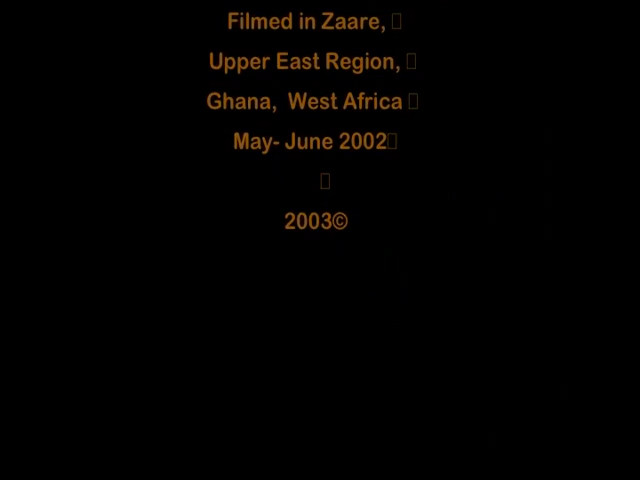 Filmed in Zaare,
Upper East Region,
Ghana,  West Africa
May- June 2002
2003©